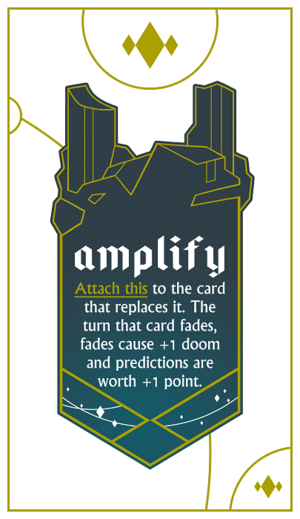 amplify
Attach this to the card
that replaces it. The
turn that card fades,
fades cause +1 doom
and predictions are
worth +1 point.